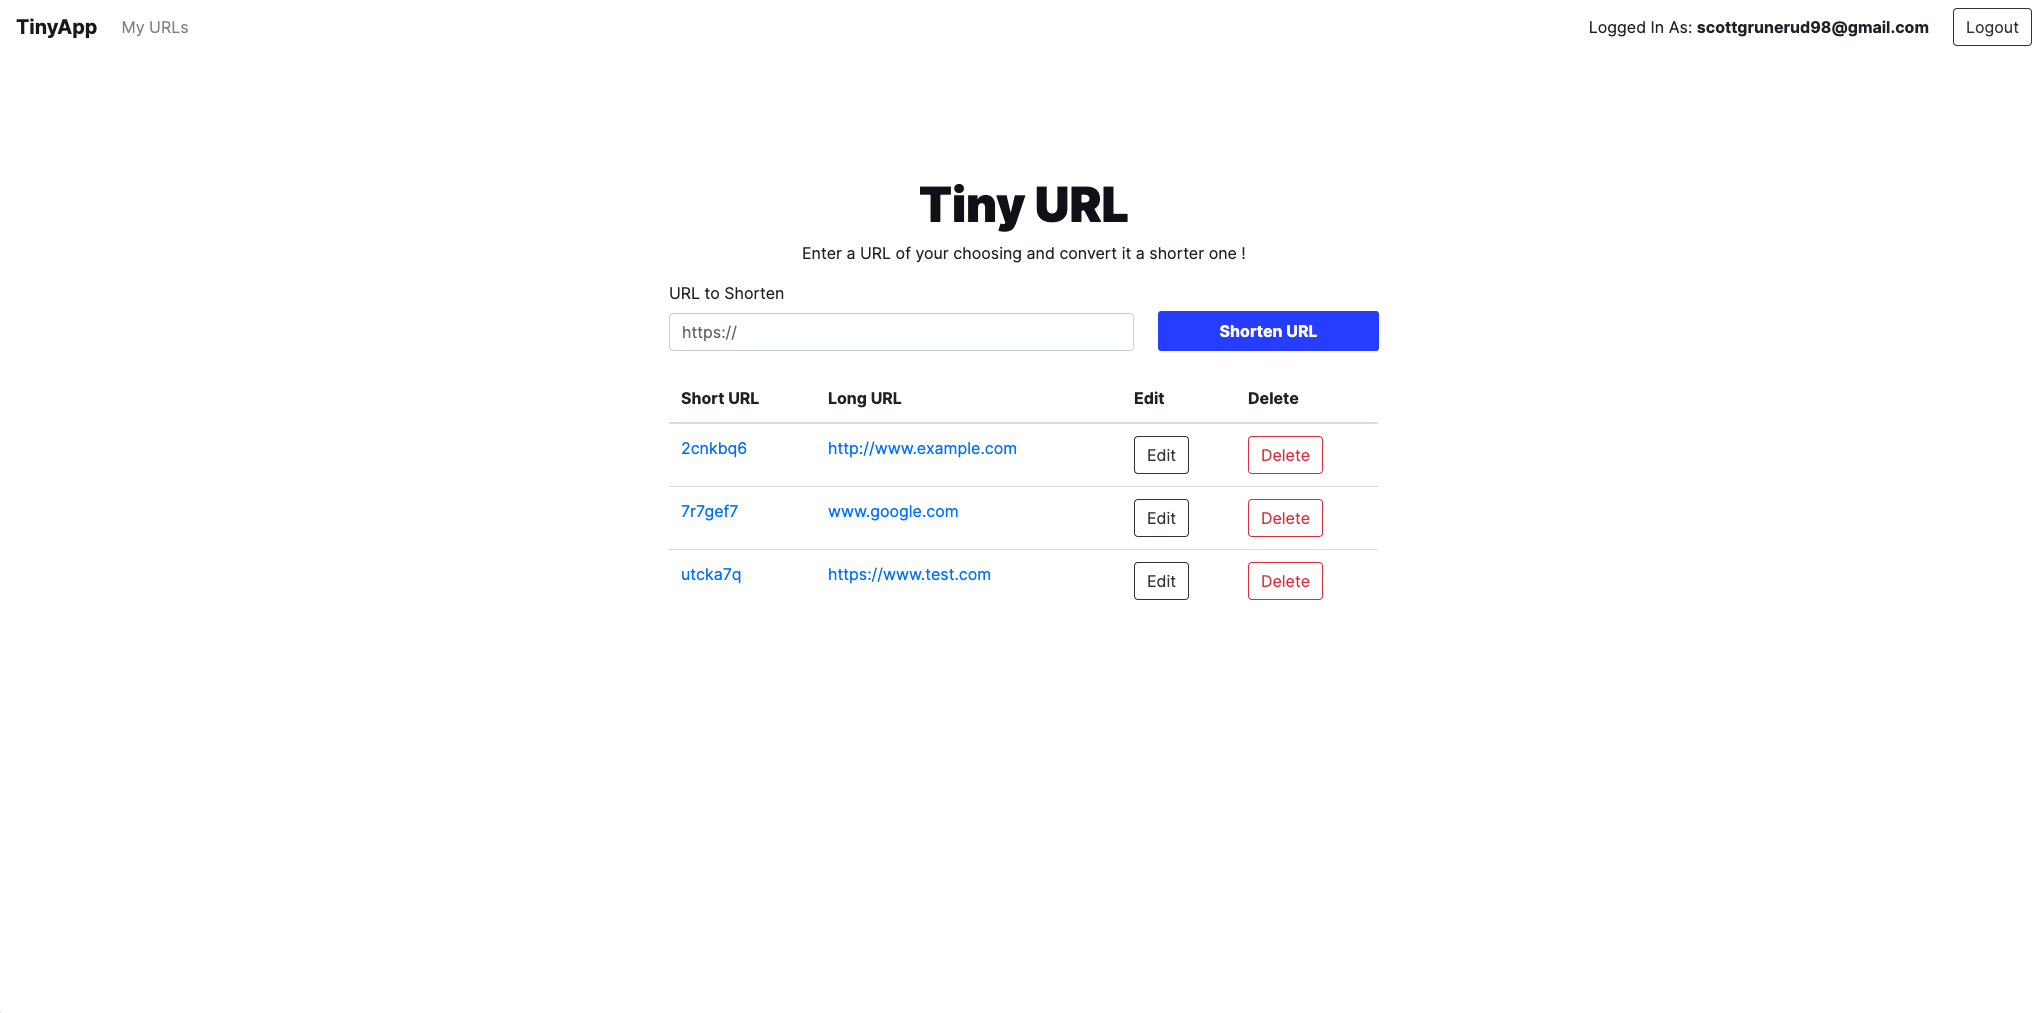 TinyApp My URLs Logged In As: scottgrunerud98@gmail.com Logout
Tiny URL
Enter a URL of your choosing and convert it a shorter one !
URL to Shorten
https:// Shorten URL
Short URL Long URL Edit Delete
2cnkbq6 http://www.example.com Edit Delete
7r7gef7 www.google.com Edit Delete
utcka7q https://www.test.com Edit Delete